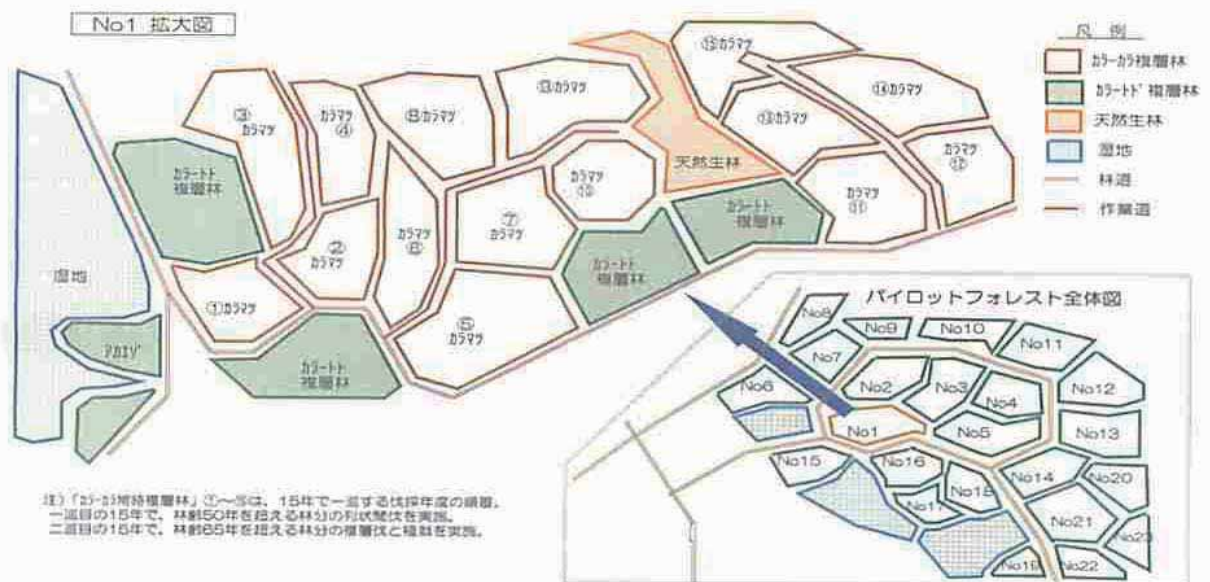 No1 拡大図
凡 例
カラ-カラ複層林
カラートド複層林
天然生林
湿地
林道
作業道
③
カラマツ
カラマツ
④
⑧カラマツ
⑬カラマツ
⑮カラマツ
⑭カラマツ
⑬カラマツ
カラマツ
⑫
天然生林
カラマツ
⑩
カラマツ
⑪
カラートド
複層林
⑦
カラマツ
カラマツ
⑥
②
カラマツ
カラートド
複層林
カラートド
複層林
湿地
①カラマツ
⑤
カラマツ
アカエゾ
カラートド
複層林
パイロットフォレスト全体図
No8
No9
No10
No11
No7
No6
No2
No3
No4
No12
No1
No5
No13
No15
No16
No14
No20
No18
No17
No21
No23
No19
No22
注)「カラ-カラ持続複層林」①〜⑮は、15年で一巡する伐採年度の順番。
一巡目の15年で、林齢50年を超える林分の列状間伐を実施。
二巡目の15年で、林齢65年を超える林分の複層伐と植栽を実施。